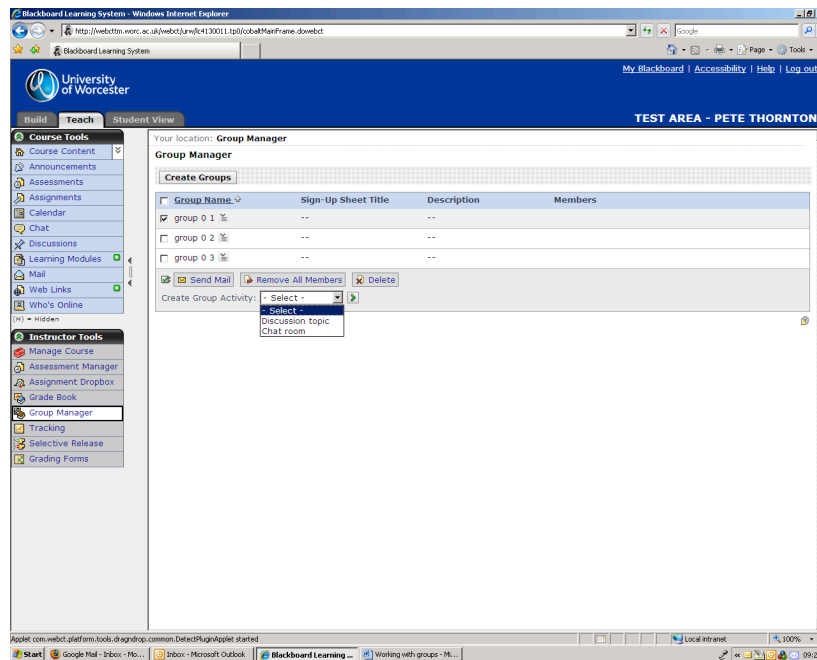 Blackboard Learning System - Windows Internet Explorer
http://webcttm.worc.ac.uk/webct/urw/lc4130011.tp0/cobaltMainFrame.dowebct
Google
Blackboard Learning System
Page Tools
My Blackboard | Accessibility | Help | Log out
University of Worcester
Build Teach Student View
TEST AREA - PETE THORNTON
Course Tools
Course Content
Announcements
Assessments
Assignments
Calendar
Chat
Discussions
Learning Modules
Mail
Web Links
Who's Online
(H) = Hidden
Instructor Tools
Manage Course
Assessment Manager
Assignment Dropbox
Grade Book
Group Manager
Tracking
Selective Release
Grading Forms
Your location: Group Manager
Group Manager
Create Groups
Group Name Sign-Up Sheet Title Description Members
group 0 1 -- --
group 0 2 -- --
group 0 3 -- --
Send Mail Remove All Members Delete
Create Group Activity: - Select -
- Select -
Discussion topic
Chat room
Applet com.webct.platform.tools.dragndrop.common.DetectPluginApplet started
Local intranet 100%
Start Google Mail - Inbox - Mo... Inbox - Microsoft Outlook Blackboard Learning ... Working with groups - Mi...